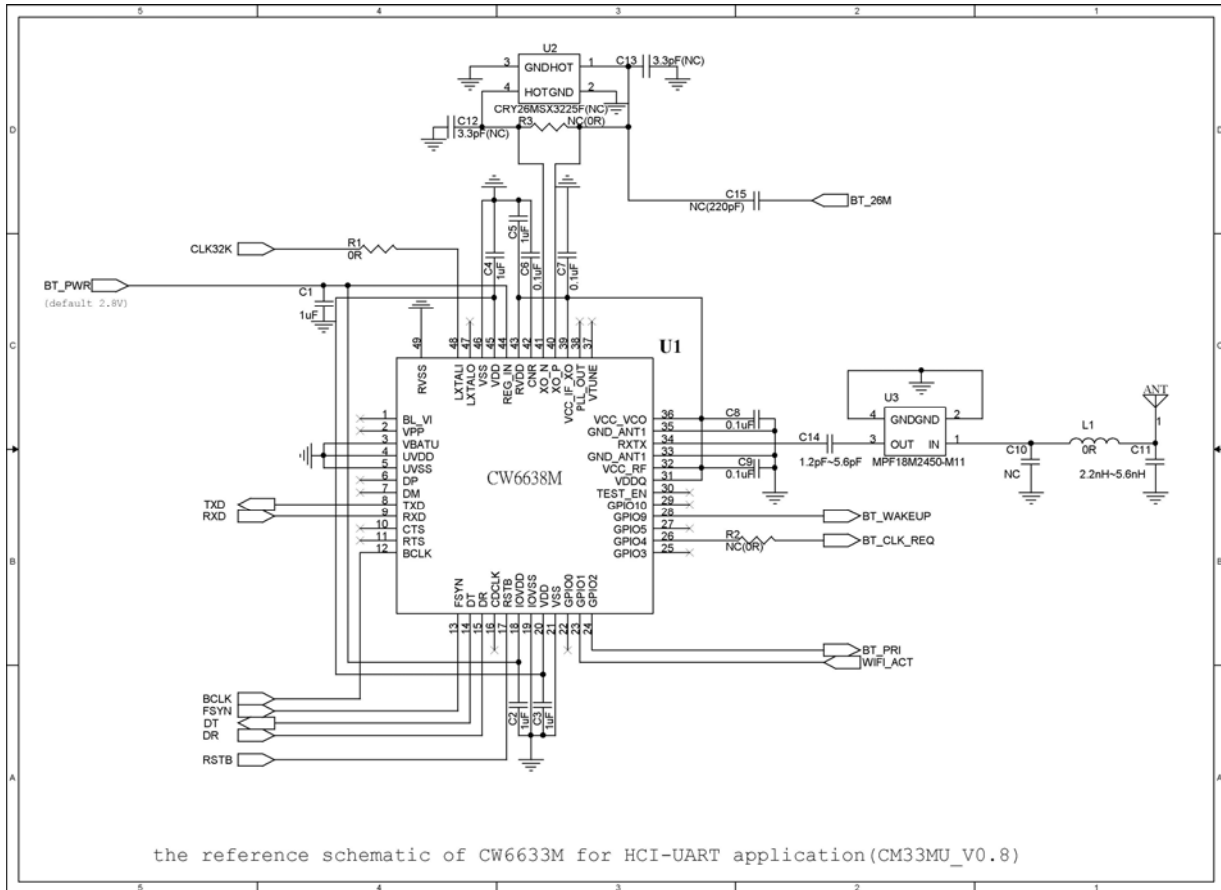 5 4 3 2 1
D
C
B
A
D
C
B
A
U2
3 GNDHOT 1
4 HOTGND 2
CRY26MSX3225F(NC)
C13 3.3pF(NC)
C12
3.3pF(NC)
R3 NC(0R)
C15
NC(220pF)
BT_26M
CLK32K
R1
0R
BT_PWR
(default 2.8V)
C1
1uF
C5
1uF
C4
1uF
C6
0.1uF
C7
0.1uF
U1
CW6638M
49 RVSS
48 LXTALI
47 LXTALO
46 VSS
45 VDD
44 REG_IN
43 RVDD
42 CNR
41 XO_N
40 XO_P
39 VCC_IF_XO
38 PLL_OUT
37 VTUNE
1 BL_VI
2 VPP
3 VBATU
4 UVDD
5 UVSS
6 DP
7 DM
8 TXD
9 RXD
10 CTS
11 RTS
12 BCLK
TXD
RXD
VCC_VCO 36
GND_ANT1 35
RXTX 34
GND_ANT1 33
VCC_RF 32
VDDQ 31
TEST_EN 30
GPIO10 29
GPIO9 28
GPIO5 27
GPIO4 26
GPIO3 25
C8
0.1uF
C9
0.1uF
C14
1.2pF~5.6pF
U3
4 GNDGND 2
3 OUT IN 1
MPF18M2450-M11
C10
NC
L1
0R
ANT
1
C11
2.2nH~5.6nH
BT_WAKEUP
R2
NC(0R)
BT_CLK_REQ
FSYN 13
DT 14
DR 15
CDCLK 16
RSTB 17
IOVDD 18
IOVSS 19
VDD 20
VSS 21
GPIO0 22
GPIO1 23
GPIO2 24
BT_PRI
WIFI_ACT
BCLK
FSYN
DT
DR
RSTB
C2
1uF
C3
1uF
the reference schematic of CW6633M for HCI-UART application(CM33MU_V0.8)
5 4 3 2 1